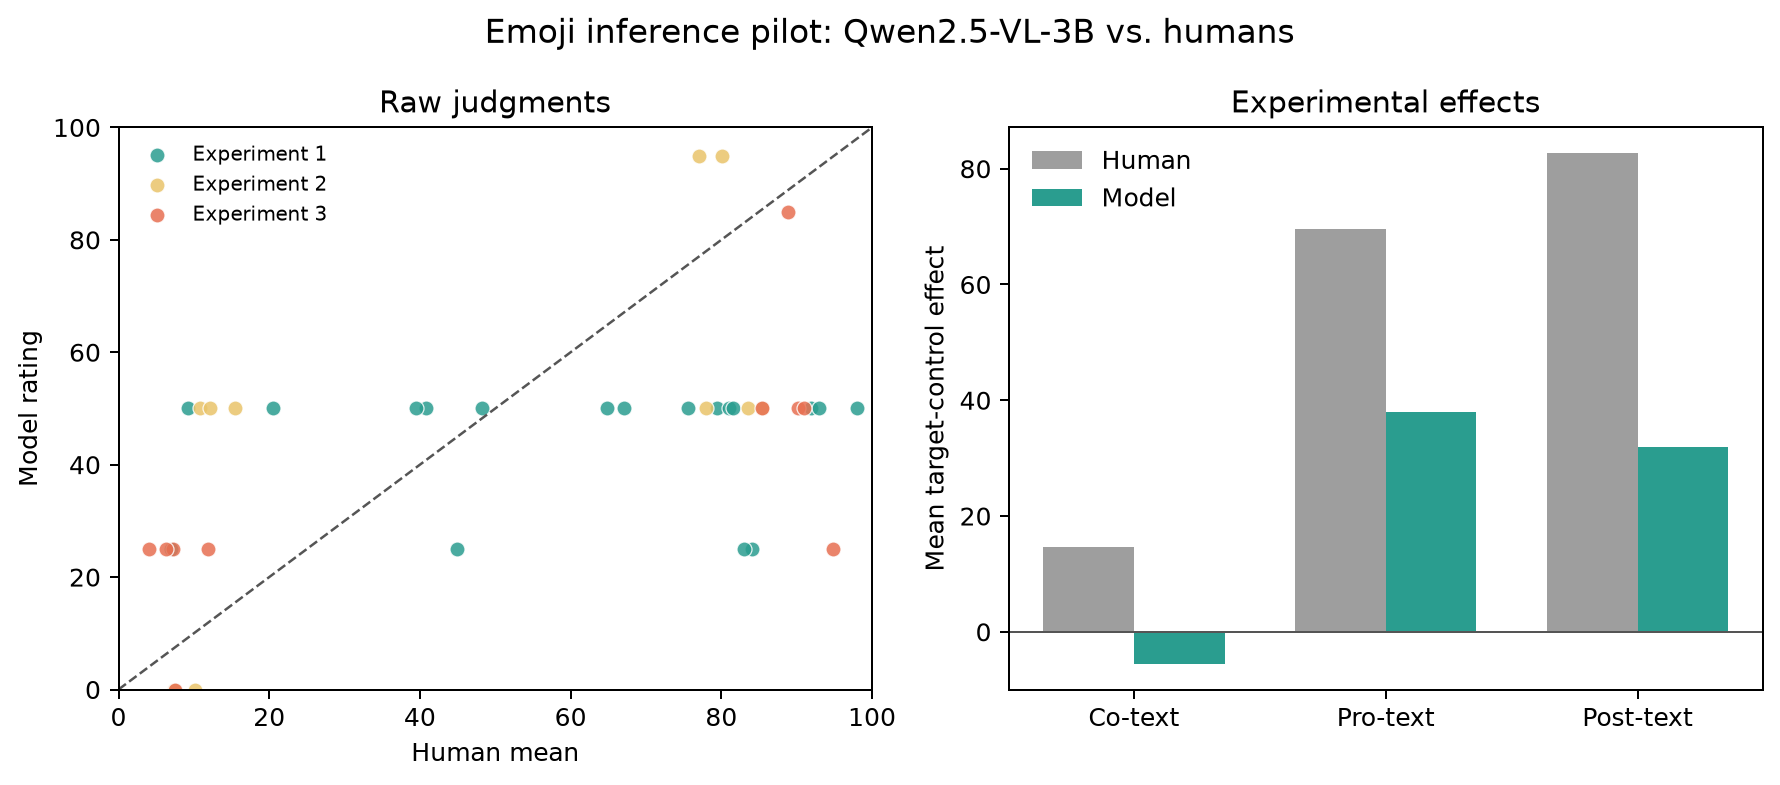 Emoji inference pilot: Qwen2.5-VL-3B vs. humans
Raw judgments
Experiment 1
Experiment 2
Experiment 3
100
80
60
40
20
0
Model rating
0 20 40 60 80 100
Human mean
Experimental effects
Human
Model
80
60
40
20
0
Mean target-control effect
Co-text Pro-text Post-text